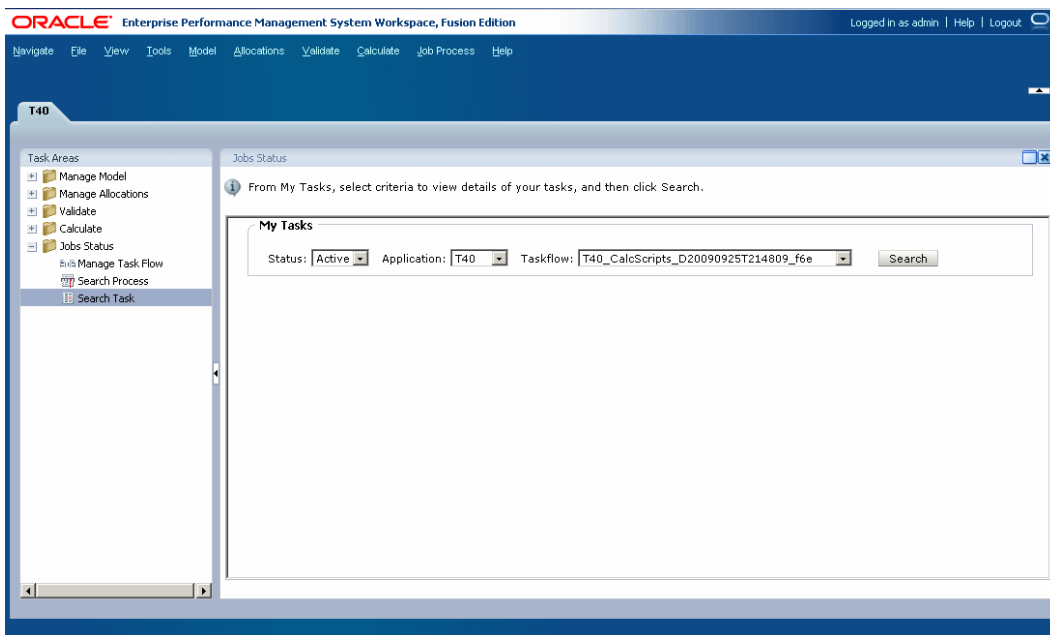 ORACLE Enterprise Performance Management System Workspace, Fusion Edition
Logged in as admin | Help | Logout
Navigate File View Tools Model Allocations Validate Calculate Job Process Help
T40
Task Areas
Manage Model
Manage Allocations
Validate
Calculate
Jobs Status
Manage Task Flow
Search Process
Search Task
Jobs Status
From My Tasks, select criteria to view details of your tasks, and then click Search.
My Tasks
Status: Active Application: T40 Taskflow: T40_CalcScripts_D20090925T214809_f6e Search